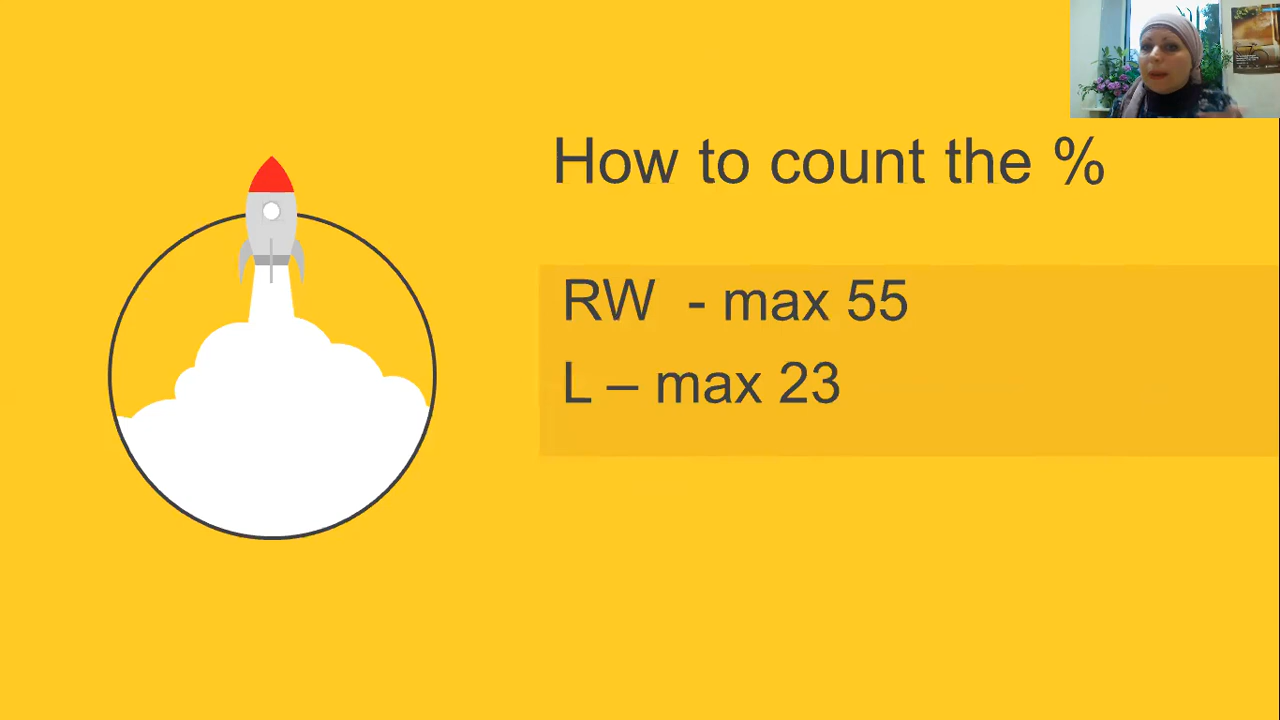 How to count the %
RW - max 55
L – max 23